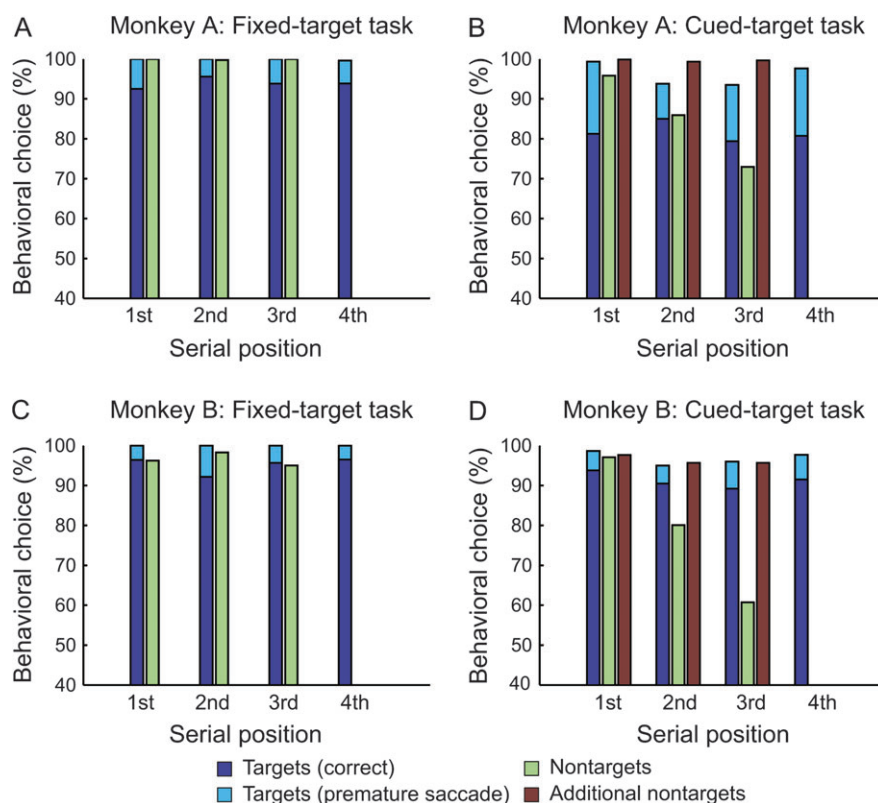 A Monkey A: Fixed-target task
Behavioral choice (%)
100
90
80
70
60
50
40
1st 2nd 3rd 4th
Serial position
B Monkey A: Cued-target task
Behavioral choice (%)
100
90
80
70
60
50
40
1st 2nd 3rd 4th
Serial position
C Monkey B: Fixed-target task
Behavioral choice (%)
100
90
80
70
60
50
40
1st 2nd 3rd 4th
Serial position
D Monkey B: Cued-target task
Behavioral choice (%)
100
90
80
70
60
50
40
1st 2nd 3rd 4th
Serial position
Targets (correct)
Targets (premature saccade)
Nontargets
Additional nontargets